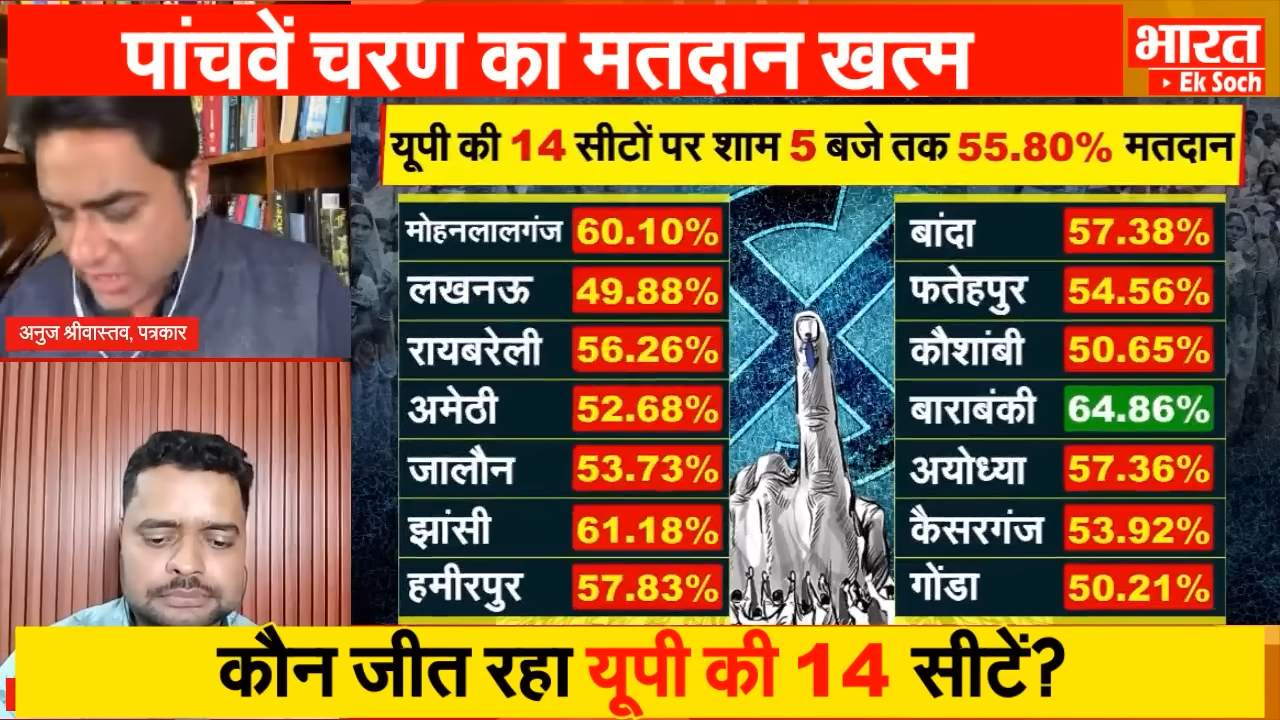 पांचवें चरण का मतदान खत्म
भारत
Ek Soch
यूपी की 14 सीटों पर शाम 5 बजे तक 55.80% मतदान
मोहनलालगंज 60.10%
लखनऊ 49.88%
रायबरेली 56.26%
अमेठी 52.68%
जालौन 53.73%
झांसी 61.18%
हमीरपुर 57.83%
बांदा 57.38%
फतेहपुर 54.56%
कौशांबी 50.65%
बाराबंकी 64.86%
अयोध्या 57.36%
कैसरगंज 53.92%
गोंडा 50.21%
अनुज श्रीवास्तव, पत्रकार
कौन जीत रहा यूपी की 14 सीटें?